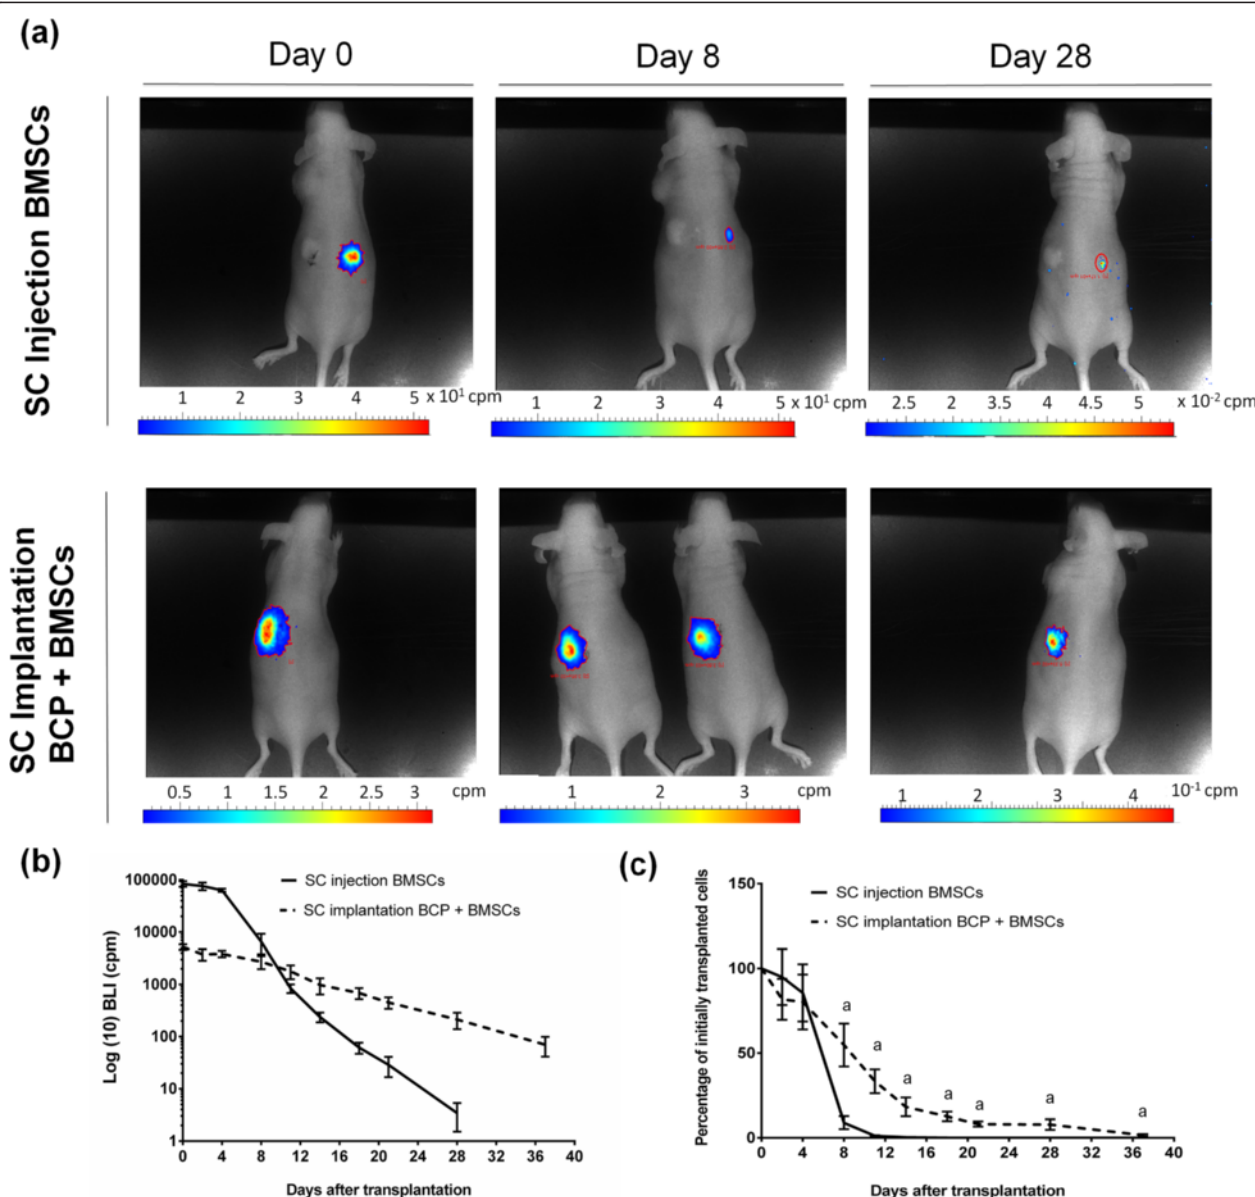 (a)
Day 0
Day 8
Day 28
SC Injection BMSCs
1 2 3 4 5 x 10¹ cpm
1 2 3 4 5 x 10¹ cpm
2.5 2 3.5 4 4.5 5 x 10⁻² cpm
SC Implantation
BCP + BMSCs
0.5 1 1.5 2 2.5 3 cpm
1 2 3 cpm
1 2 3 4 10⁻¹ cpm
(b)
Log (10) BLI (cpm)
100000
10000
1000
100
10
1
SC injection BMSCs
SC implantation BCP + BMSCs
0 4 8 12 16 20 24 28 32 36 40
Days after transplantation
(c)
Percentage of initially transplanted cells
150
100
50
0
SC injection BMSCs
SC implantation BCP + BMSCs
a a a a a a a
0 4 8 12 16 20 24 28 32 36 40
Days after transplantation